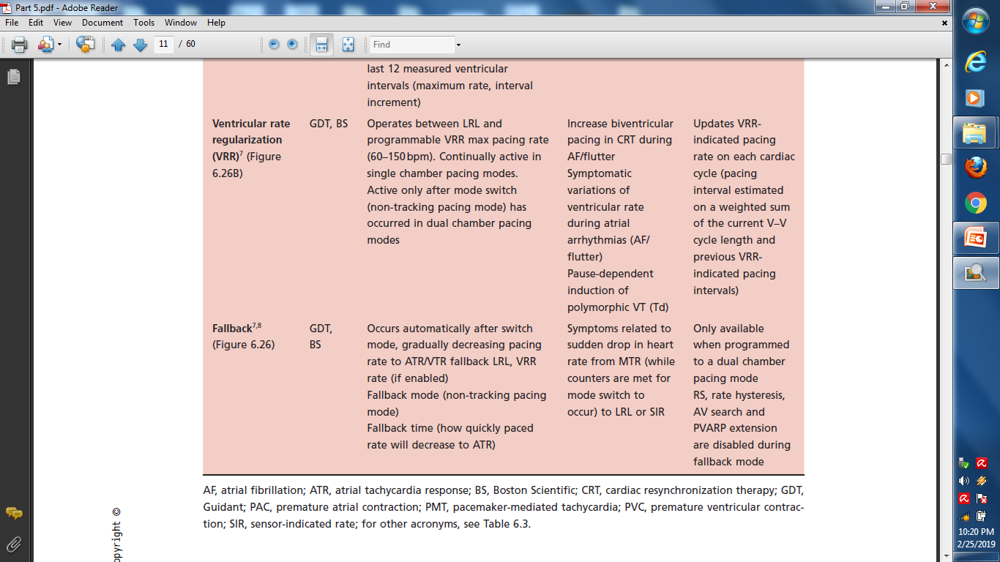 Part 5.pdf - Adobe Reader
File Edit View Document Tools Window Help
11 / 60 Find
last 12 measured ventricular
intervals (maximum rate, interval
increment)
Ventricular rate
regularization
(VRR)7 (Figure
6.26B)
GDT, BS
Operates between LRL and
programmable VRR max pacing rate
(60–150 bpm). Continually active in
single chamber pacing modes.
Active only after mode switch
(non-tracking pacing mode) has
occurred in dual chamber pacing
modes
Increase biventricular
pacing in CRT during
AF/flutter
Symptomatic
variations of
ventricular rate
during atrial
arrhythmias (AF/
flutter)
Pause-dependent
induction of
polymorphic VT (Td)
Updates VRR-
indicated pacing
rate on each cardiac
cycle (pacing
interval estimated
on a weighted sum
of the current V–V
cycle length and
previous VRR-
indicated pacing
intervals)
Fallback7,8
(Figure 6.26)
GDT,
BS
Occurs automatically after switch
mode, gradually decreasing pacing
rate to ATR/VTR fallback LRL, VRR
rate (if enabled)
Fallback mode (non-tracking pacing
mode)
Fallback time (how quickly paced
rate will decrease to ATR)
Symptoms related to
sudden drop in heart
rate from MTR (while
counters are met for
mode switch to
occur) to LRL or SIR
Only available
when programmed
to a dual chamber
pacing mode
RS, rate hysteresis,
AV search and
PVARP extension
are disabled during
fallback mode
AF, atrial fibrillation; ATR, atrial tachycardia response; BS, Boston Scientific; CRT, cardiac resynchronization therapy; GDT,
Guidant; PAC, premature atrial contraction; PMT, pacemaker-mediated tachycardia; PVC, premature ventricular contrac-
tion; SIR, sensor-indicated rate; for other acronyms, see Table 6.3.
opyright ©
10:20 PM
2/25/2019